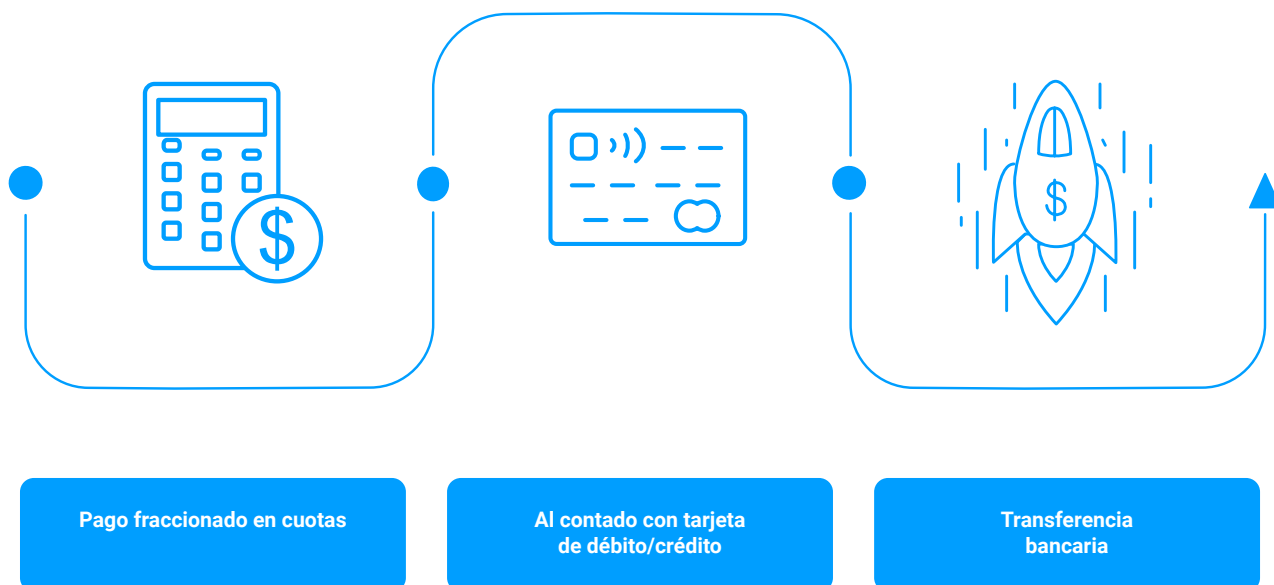 $
$
Pago fraccionado en cuotas
Al contado con tarjeta
de débito/crédito
Transferencia
bancaria